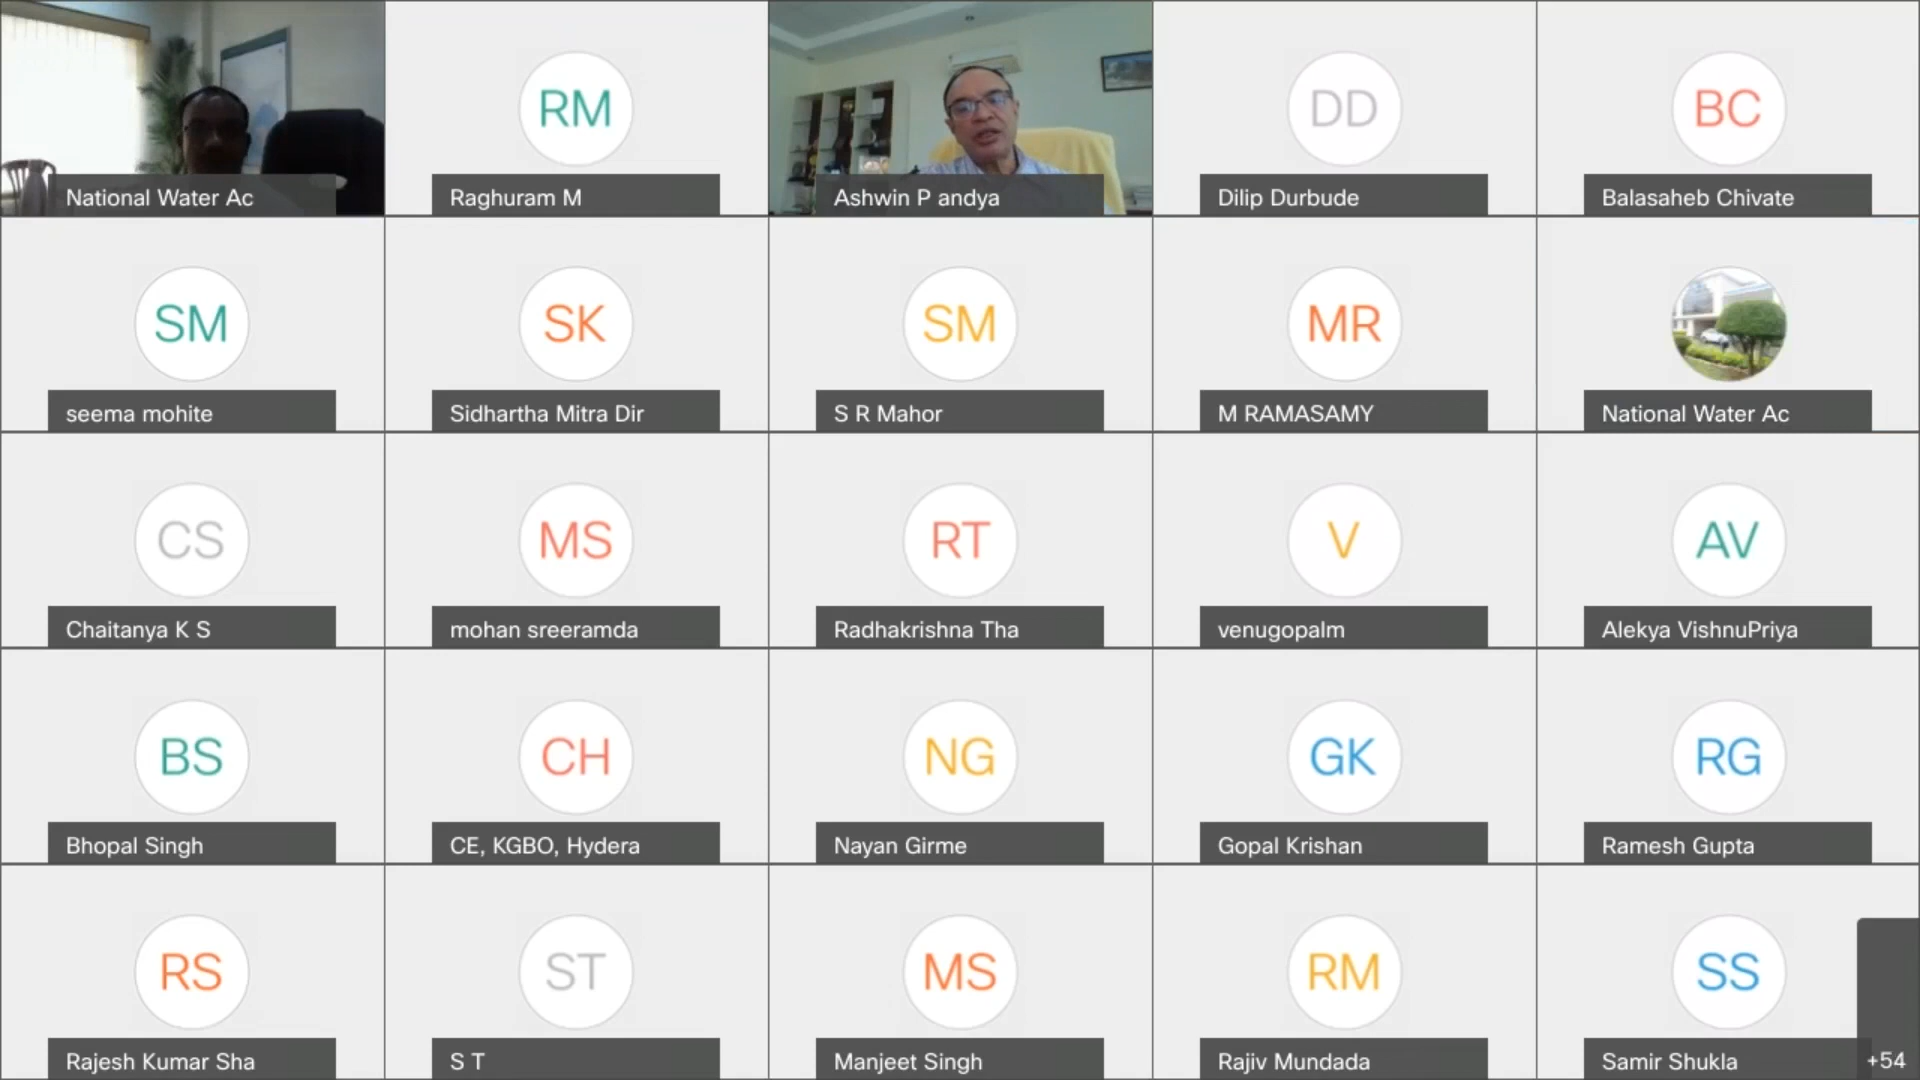 National Water Ac
RM
Raghuram M
Ashwin P andya
DD
Dilip Durbude
BC
Balasaheb Chivate
SM
seema mohite
SK
Sidhartha Mitra Dir
SM
S R Mahor
MR
M RAMASAMY
National Water Ac
CS
Chaitanya K S
MS
mohan sreeramda
RT
Radhakrishna Tha
V
venugopalm
AV
Alekya VishnuPriya
BS
Bhopal Singh
CH
CE, KGBO, Hydera
NG
Nayan Girme
GK
Gopal Krishan
RG
Ramesh Gupta
RS
Rajesh Kumar Sha
ST
S T
MS
Manjeet Singh
RM
Rajiv Mundada
SS
Samir Shukla
+54